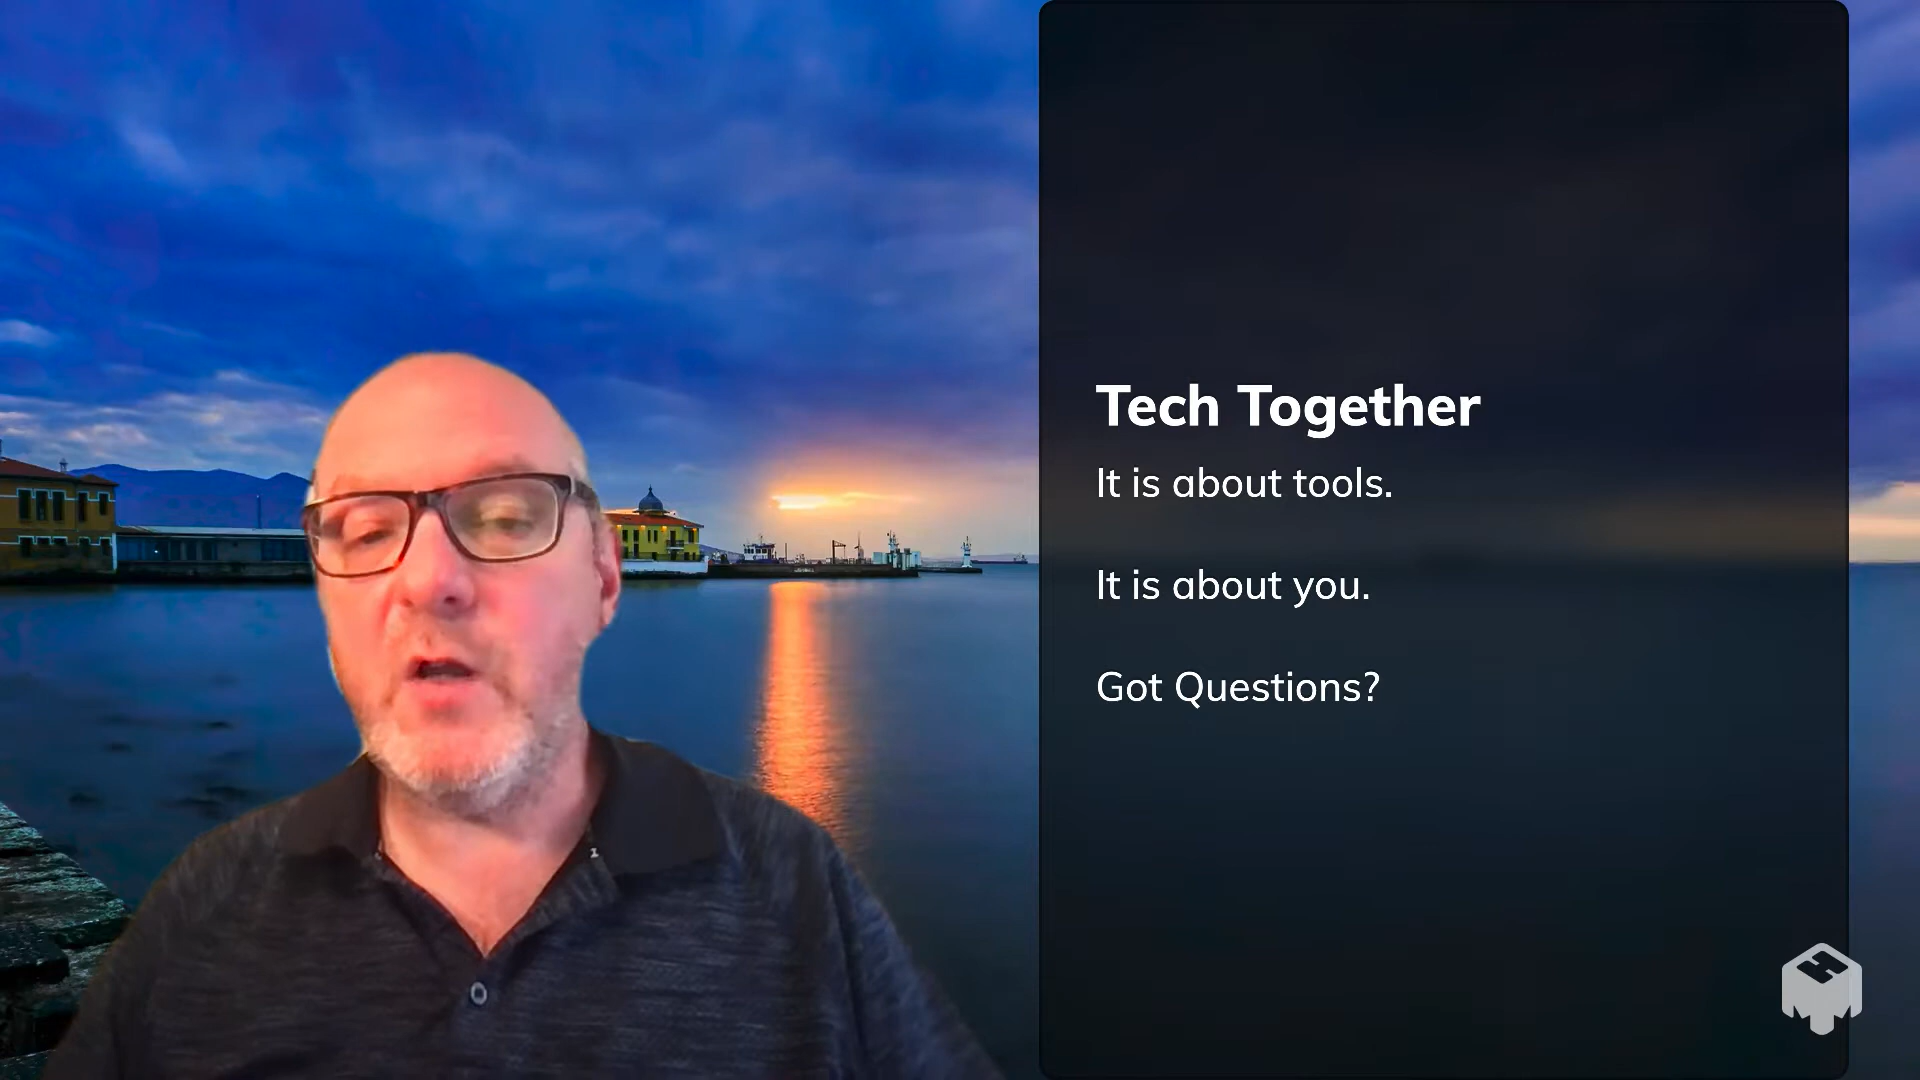 Tech Together
It is about tools.
It is about you.
Got Questions?